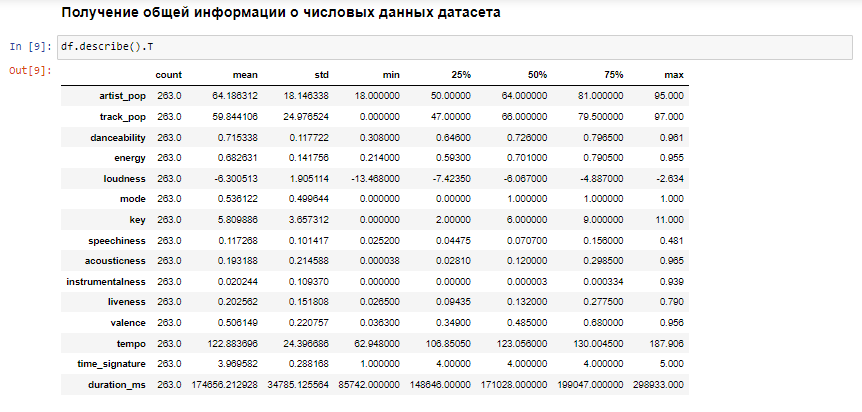 Получение общей информации о числовых данных датасета
In [9]: df.describe().T
Out[9]:
count mean std min 25% 50% 75% max
artist_pop 263.0 64.186312 18.146338 18.000000 50.00000 64.000000 81.000000 95.000
track_pop 263.0 59.844106 24.976524 0.000000 47.00000 66.000000 79.500000 97.000
danceability 263.0 0.715338 0.117722 0.308000 0.64600 0.726000 0.796500 0.961
energy 263.0 0.682631 0.141756 0.214000 0.59300 0.701000 0.790500 0.955
loudness 263.0 -6.300513 1.905114 -13.468000 -7.42350 -6.067000 -4.887000 -2.634
mode 263.0 0.536122 0.499644 0.000000 0.00000 1.000000 1.000000 1.000
key 263.0 5.809886 3.657312 0.000000 2.00000 6.000000 9.000000 11.000
speechiness 263.0 0.117268 0.101417 0.025200 0.04475 0.070700 0.156000 0.481
acousticness 263.0 0.193188 0.214588 0.000038 0.02810 0.120000 0.298500 0.965
instrumentalness 263.0 0.020244 0.109370 0.000000 0.00000 0.000003 0.000334 0.939
liveness 263.0 0.202562 0.151808 0.026500 0.09435 0.132000 0.277500 0.790
valence 263.0 0.506149 0.220757 0.036300 0.34900 0.485000 0.680000 0.956
tempo 263.0 122.883696 24.396686 62.948000 106.85050 123.056000 130.004500 187.906
time_signature 263.0 3.969582 0.288168 1.000000 4.00000 4.000000 4.000000 5.000
duration_ms 263.0 174656.212928 34785.125564 85742.000000 148646.00000 171028.000000 199047.000000 298933.000